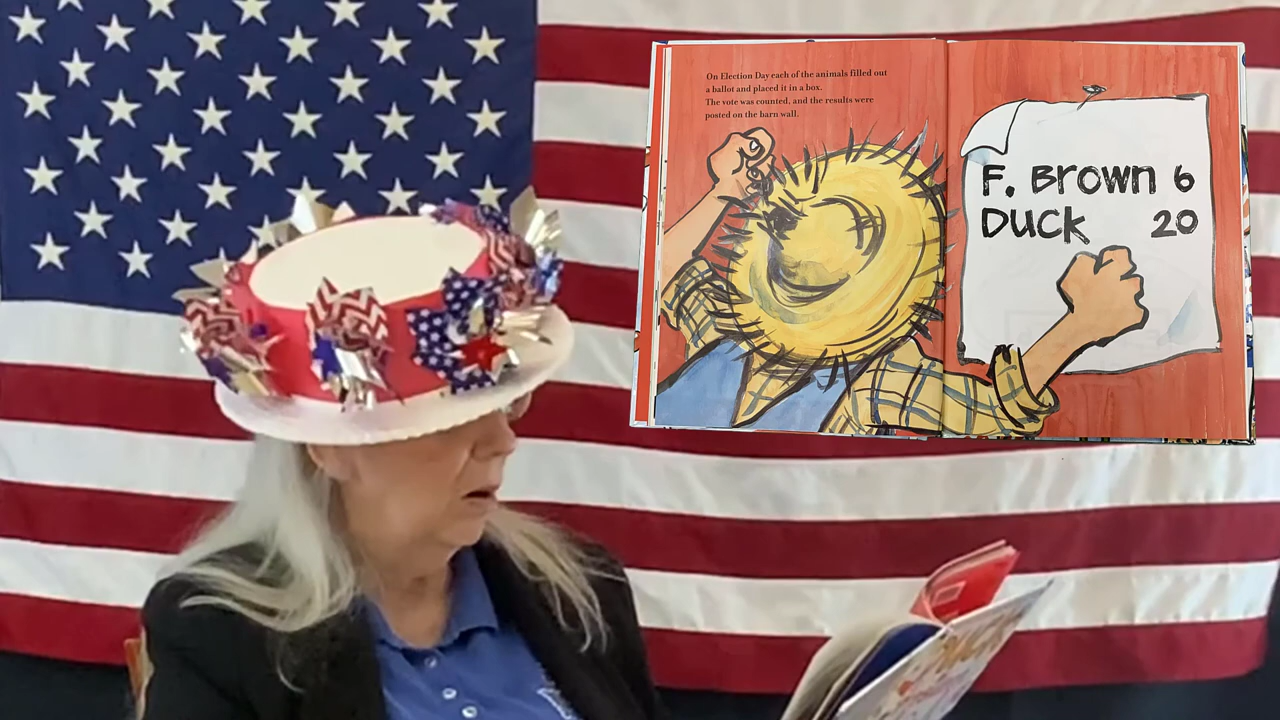 On Election Day each of the animals filled out
a ballot and placed it in a box.
The vote was counted, and the results were
posted on the barn wall.
F. Brown 6
Duck 20